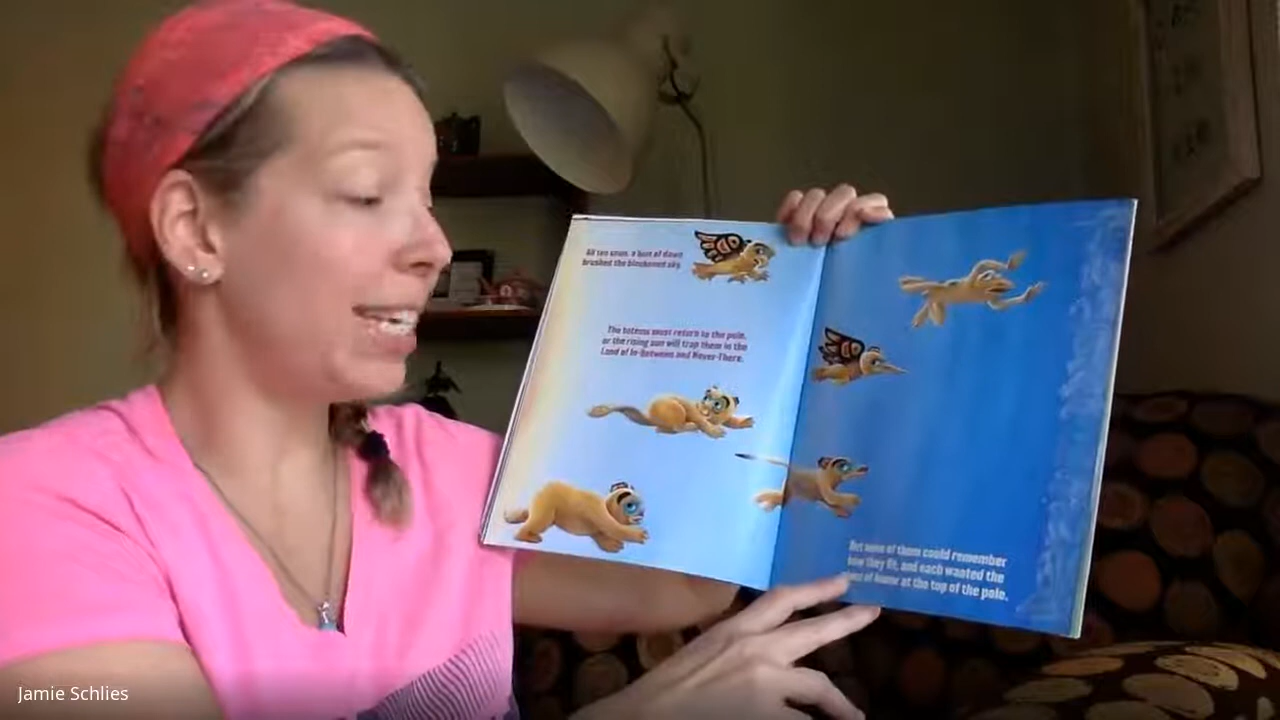 All too soon, a hint of dawn
brushed the blackened sky.
The totems must return to the pole,
or the rising sun will trap them in the
Land of In-Between and Never-There.
But none of them could remember
how they fit, and each wanted the
of honor at the top of the pole.
Jamie Schlies